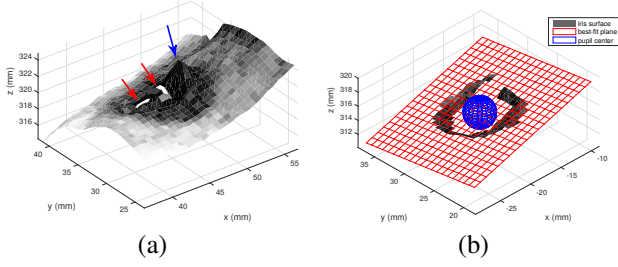 324
322
320
318
316
z (mm)
40
35
30
25
y (mm)
40
45
50
55
x (mm)
(a)
iris surface
best-fit plane
pupil center
320
318
316
314
312
310
z (mm)
35
30
25
20
y (mm)
-25
-20
-15
-10
x (mm)
(b)